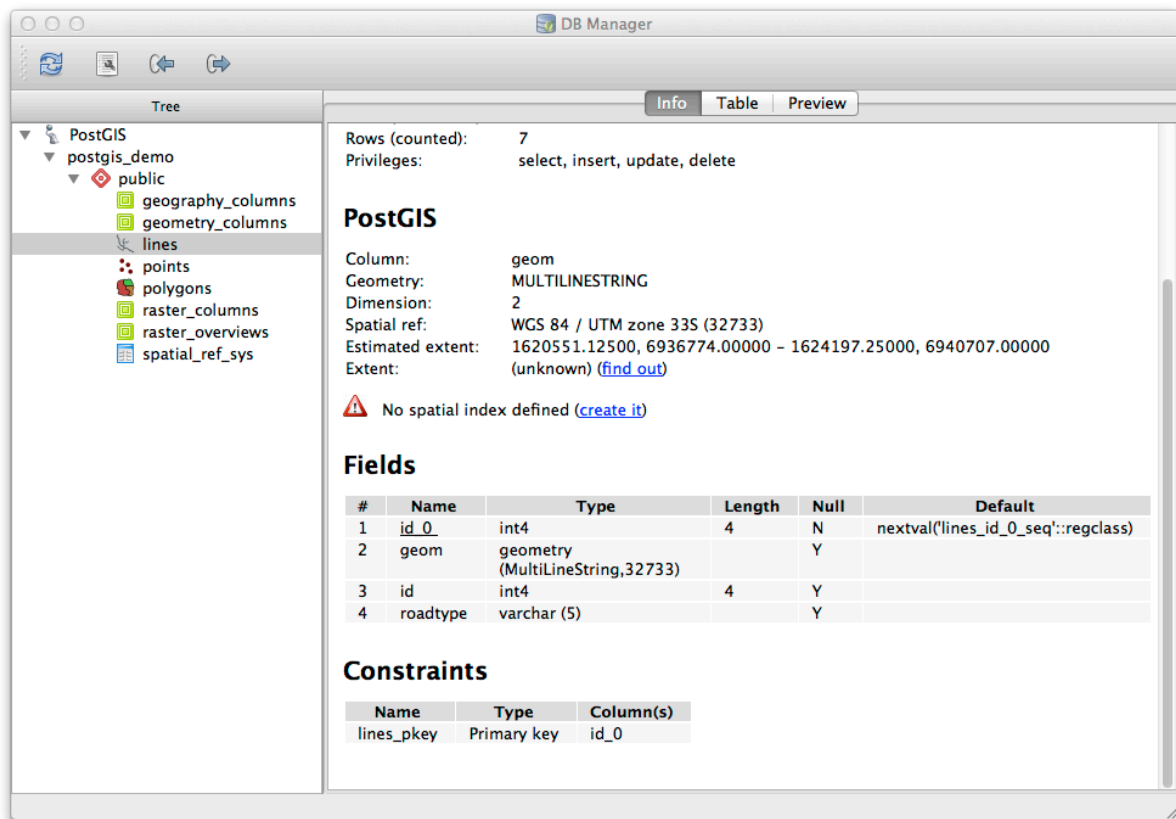 DB Manager
Tree
Info Table Preview
PostGIS
postgis_demo
public
geography_columns
geometry_columns
lines
points
polygons
raster_columns
raster_overviews
spatial_ref_sys
Rows (counted): 7
Privileges: select, insert, update, delete
PostGIS
Column: geom
Geometry: MULTILINESTRING
Dimension: 2
Spatial ref: WGS 84 / UTM zone 33S (32733)
Estimated extent: 1620551.12500, 6936774.00000 – 1624197.25000, 6940707.00000
Extent: (unknown) (find out)
No spatial index defined (create it)
Fields
# Name Type Length Null Default
1 id_0 int4 4 N nextval('lines_id_0_seq'::regclass)
2 geom geometry Y
(MultiLineString,32733)
3 id int4 4 Y
4 roadtype varchar (5) Y
Constraints
Name Type Column(s)
lines_pkey Primary key id_0